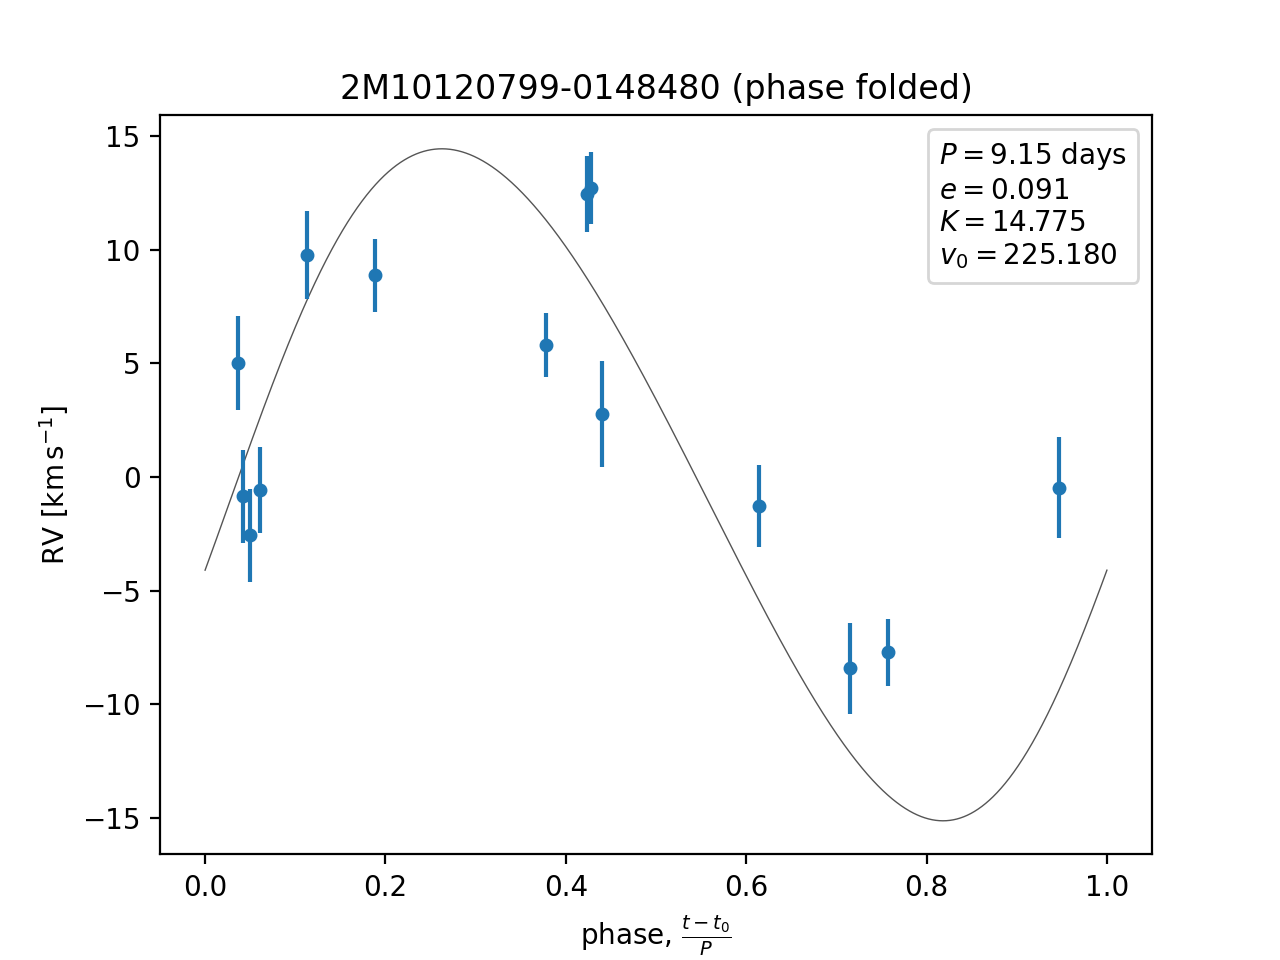 2M10120799-0148480 (phase folded)
P = 9.15 days
e = 0.091
K = 14.775
v₀ = 225.180
15
10
5
0
−5
−10
−15
RV [km s⁻¹]
0.0 0.2 0.4 0.6 0.8 1.0
phase, (t − t₀)/P